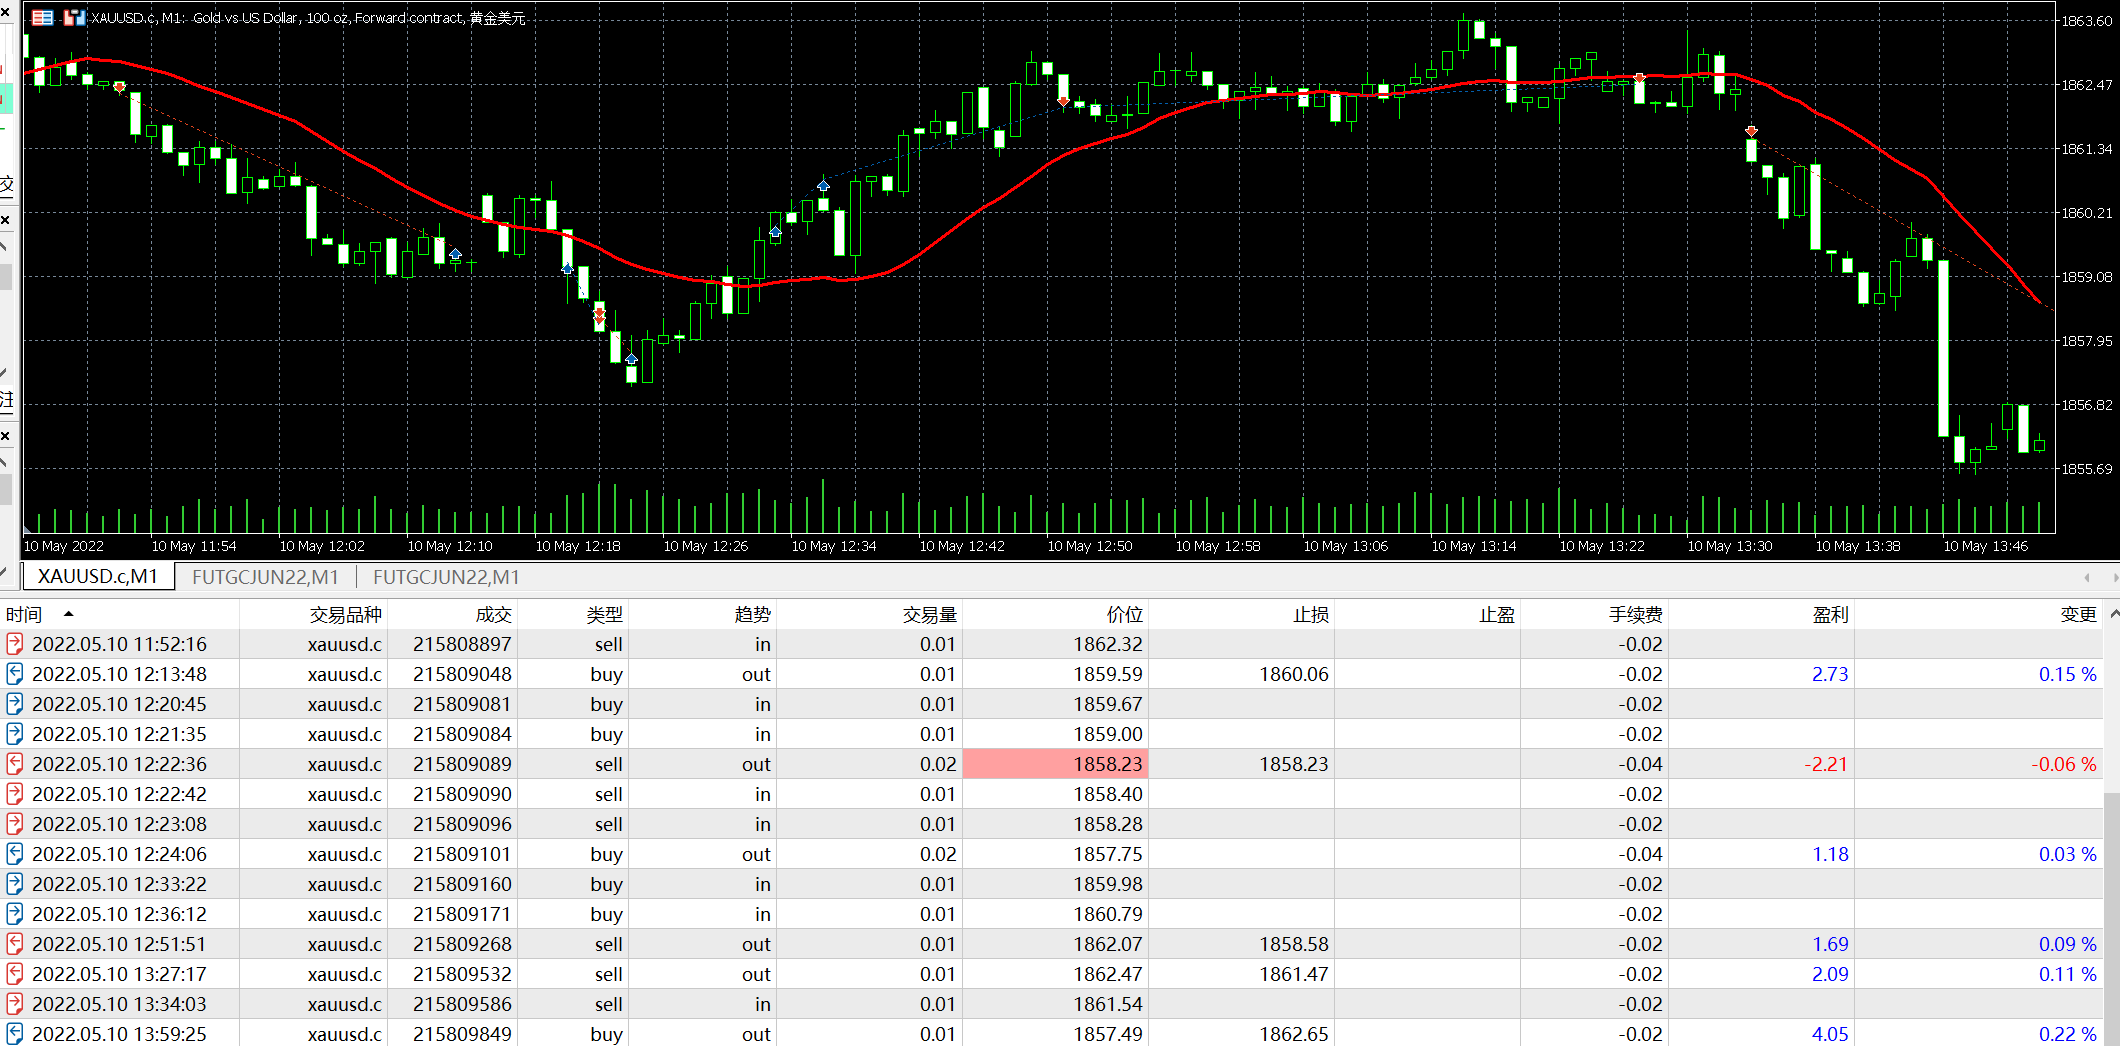 XAUUSD.c, M1: Gold vs US Dollar, 100 oz, Forward contract, 黄金美元
1863.60
1862.47
1861.34
1860.21
1859.08
1857.95
1856.82
1855.69
交
注
10 May 2022 10 May 11:54 10 May 12:02 10 May 12:10 10 May 12:18 10 May 12:26 10 May 12:34 10 May 12:42 10 May 12:50 10 May 12:58 10 May 13:06 10 May 13:14 10 May 13:22 10 May 13:30 10 May 13:38 10 May 13:46
XAUUSD.c,M1 FUTGCJUN22,M1 FUTGCJUN22,M1
时间 交易品种 成交 类型 趋势 交易量 价位 止损 止盈 手续费 盈利 变更
2022.05.10 11:52:16 xauusd.c 215808897 sell in 0.01 1862.32 -0.02
2022.05.10 12:13:48 xauusd.c 215809048 buy out 0.01 1859.59 1860.06 -0.02 2.73 0.15 %
2022.05.10 12:20:45 xauusd.c 215809081 buy in 0.01 1859.67 -0.02
2022.05.10 12:21:35 xauusd.c 215809084 buy in 0.01 1859.00 -0.02
2022.05.10 12:22:36 xauusd.c 215809089 sell out 0.02 1858.23 1858.23 -0.04 -2.21 -0.06 %
2022.05.10 12:22:42 xauusd.c 215809090 sell in 0.01 1858.40 -0.02
2022.05.10 12:23:08 xauusd.c 215809096 sell in 0.01 1858.28 -0.02
2022.05.10 12:24:06 xauusd.c 215809101 buy out 0.02 1857.75 -0.04 1.18 0.03 %
2022.05.10 12:33:22 xauusd.c 215809160 buy in 0.01 1859.98 -0.02
2022.05.10 12:36:12 xauusd.c 215809171 buy in 0.01 1860.79 -0.02
2022.05.10 12:51:51 xauusd.c 215809268 sell out 0.01 1862.07 1858.58 -0.02 1.69 0.09 %
2022.05.10 13:27:17 xauusd.c 215809532 sell out 0.01 1862.47 1861.47 -0.02 2.09 0.11 %
2022.05.10 13:34:03 xauusd.c 215809586 sell in 0.01 1861.54 -0.02
2022.05.10 13:59:25 xauusd.c 215809849 buy out 0.01 1857.49 1862.65 -0.02 4.05 0.22 %